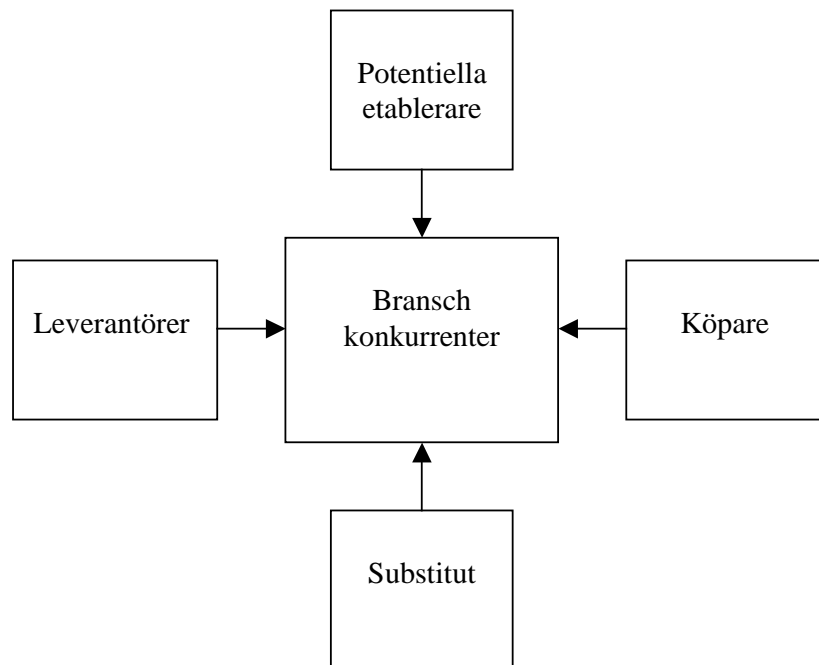 Potentiella
etablerare
Leverantörer
Bransch
konkurrenter
Köpare
Substitut